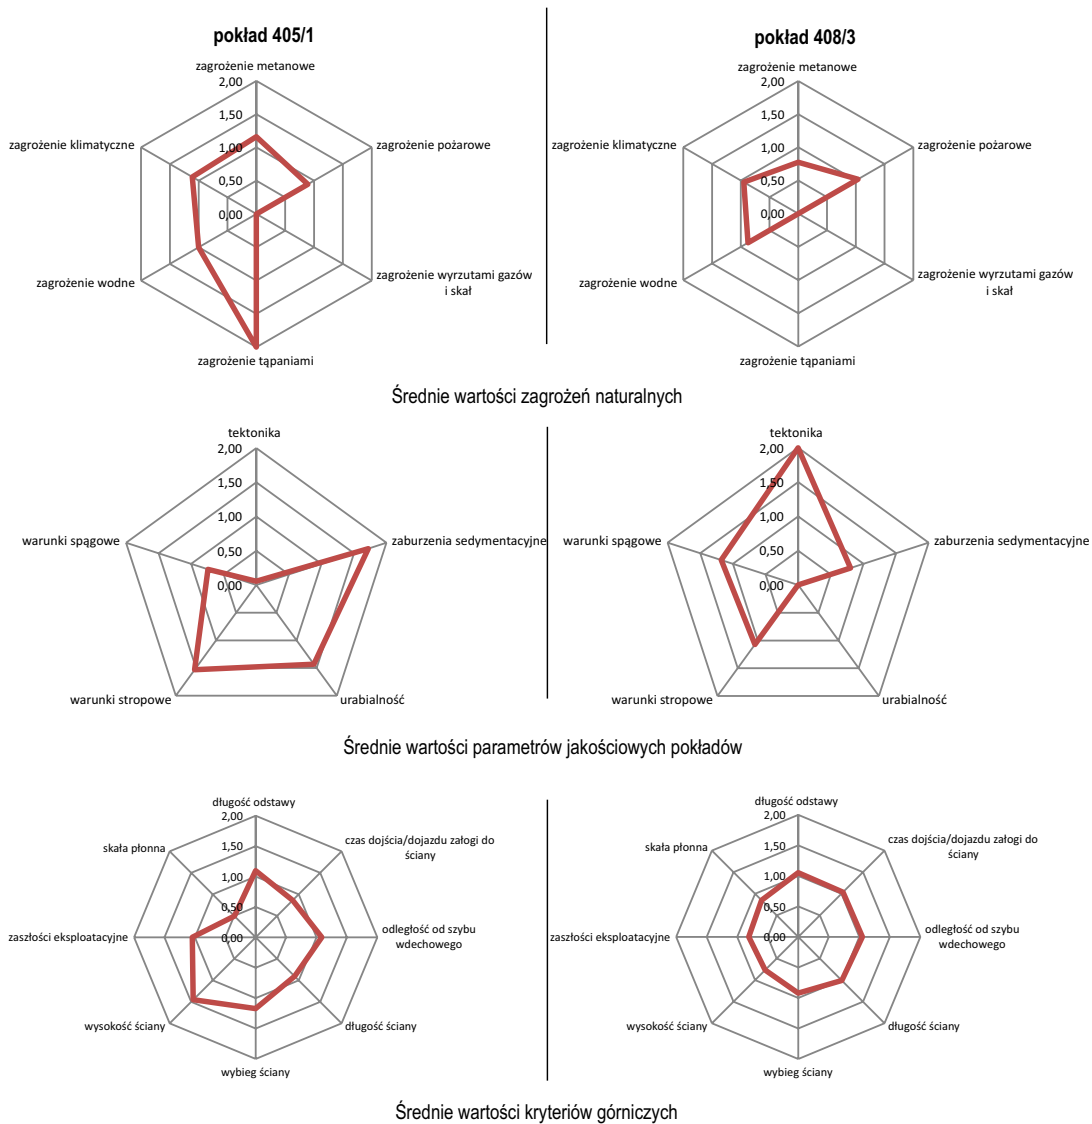 pokład 405/1
zagrożenie metanowe
2,00
1,50
1,00
0,50
0,00
zagrożenie klimatyczne
zagrożenie pożarowe
zagrożenie wodne
zagrożenie wyrzutami gazów
i skał
zagrożenie tąpaniami
pokład 408/3
zagrożenie metanowe
2,00
1,50
1,00
0,50
0,00
zagrożenie klimatyczne
zagrożenie pożarowe
zagrożenie wodne
zagrożenie wyrzutami gazów
i skał
zagrożenie tąpaniami
Średnie wartości zagrożeń naturalnych
tektonika
2,00
1,50
1,00
0,50
0,00
warunki spągowe
zaburzenia sedymentacyjne
warunki stropowe
urabialność
tektonika
2,00
1,50
1,00
0,50
0,00
warunki spągowe
zaburzenia sedymentacyjne
warunki stropowe
urabialność
Średnie wartości parametrów jakościowych pokładów
długość odstawy
2,00
1,50
1,00
0,50
0,00
skała płonna
czas dojścia/dojazdu załogi do
ściany
zaszłości eksploatacyjne
odległość od szybu
wdechowego
wysokość ściany
długość ściany
wybieg ściany
długość odstawy
2,00
1,50
1,00
0,50
0,00
skała płonna
czas dojścia/dojazdu załogi do
ściany
zaszłości eksploatacyjne
odległość od szybu
wdechowego
wysokość ściany
długość ściany
wybieg ściany
Średnie wartości kryteriów górniczych